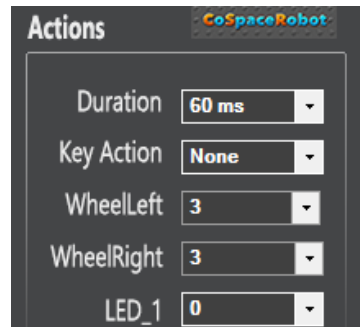 Actions CoSpaceRobot
Duration 60 ms
Key Action None
WheelLeft 3
WheelRight 3
LED_1 0